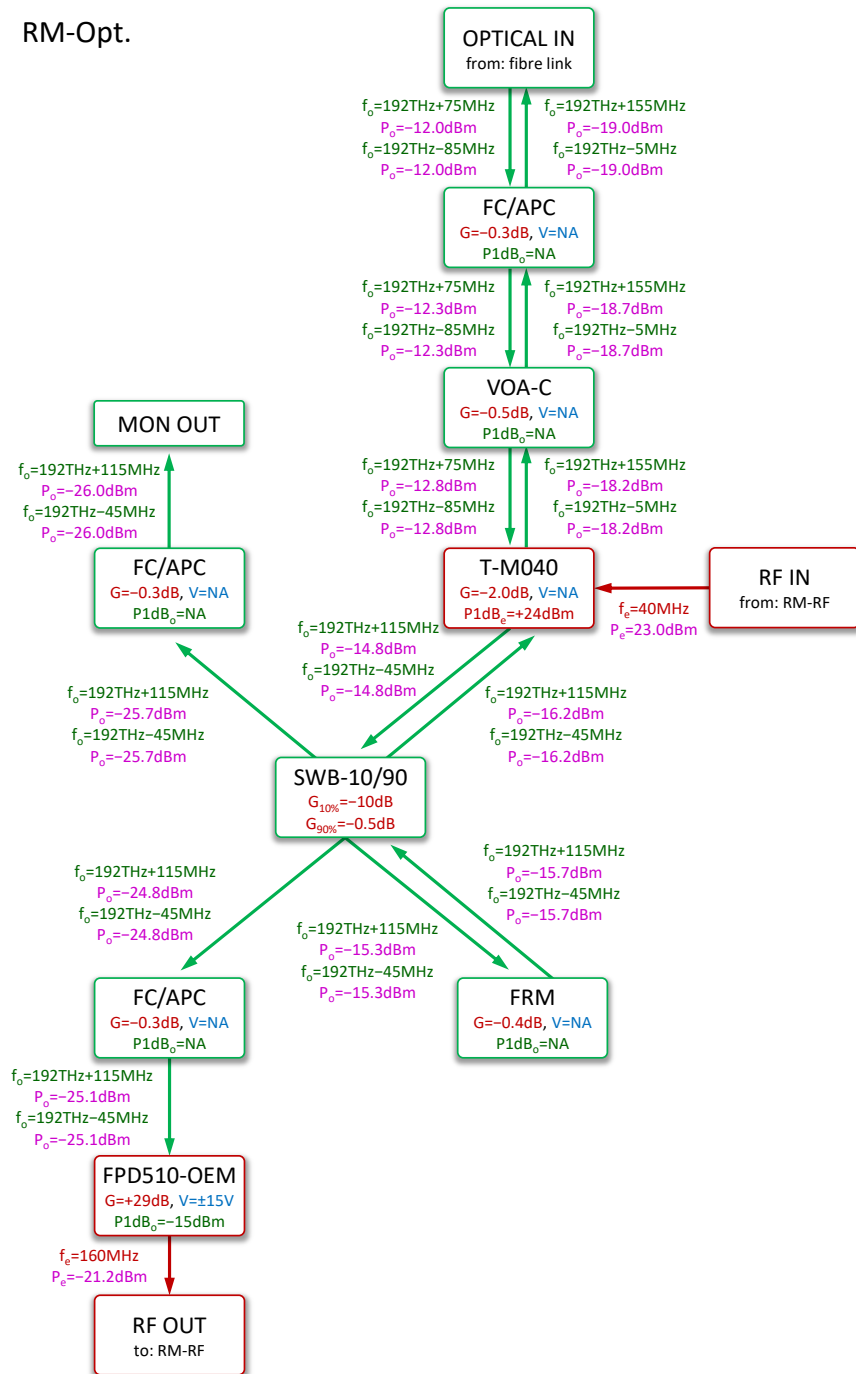 RM-Opt.
OPTICAL IN
from: fibre link
fₒ=192THz+75MHz
Pₒ=−12.0dBm
fₒ=192THz−85MHz
Pₒ=−12.0dBm
fₒ=192THz+155MHz
Pₒ=−19.0dBm
fₒ=192THz−5MHz
Pₒ=−19.0dBm
FC/APC
G=−0.3dB, V=NA
P1dBₒ=NA
fₒ=192THz+75MHz
Pₒ=−12.3dBm
fₒ=192THz−85MHz
Pₒ=−12.3dBm
fₒ=192THz+155MHz
Pₒ=−18.7dBm
fₒ=192THz−5MHz
Pₒ=−18.7dBm
VOA-C
G=−0.5dB, V=NA
P1dBₒ=NA
MON OUT
fₒ=192THz+75MHz
Pₒ=−12.8dBm
fₒ=192THz−85MHz
Pₒ=−12.8dBm
fₒ=192THz+155MHz
Pₒ=−18.2dBm
fₒ=192THz−5MHz
Pₒ=−18.2dBm
fₒ=192THz+115MHz
Pₒ=−26.0dBm
fₒ=192THz−45MHz
Pₒ=−26.0dBm
FC/APC
G=−0.3dB, V=NA
P1dBₒ=NA
T-M040
G=−2.0dB, V=NA
P1dBₑ=+24dBm
RF IN
from: RM-RF
fₑ=40MHz
Pₑ=23.0dBm
fₒ=192THz+115MHz
Pₒ=−14.8dBm
fₒ=192THz−45MHz
Pₒ=−14.8dBm
fₒ=192THz+115MHz
Pₒ=−25.7dBm
fₒ=192THz−45MHz
Pₒ=−25.7dBm
fₒ=192THz+115MHz
Pₒ=−16.2dBm
fₒ=192THz−45MHz
Pₒ=−16.2dBm
SWB-10/90
G₁₀%=−10dB
G₉₀%=−0.5dB
fₒ=192THz+115MHz
Pₒ=−24.8dBm
fₒ=192THz−45MHz
Pₒ=−24.8dBm
fₒ=192THz+115MHz
Pₒ=−15.7dBm
fₒ=192THz−45MHz
Pₒ=−15.7dBm
fₒ=192THz+115MHz
Pₒ=−15.3dBm
fₒ=192THz−45MHz
Pₒ=−15.3dBm
FC/APC
G=−0.3dB, V=NA
P1dBₒ=NA
FRM
G=−0.4dB, V=NA
P1dBₒ=NA
fₒ=192THz+115MHz
Pₒ=−25.1dBm
fₒ=192THz−45MHz
Pₒ=−25.1dBm
FPD510-OEM
G=+29dB, V=±15V
P1dBₒ=−15dBm
fₑ=160MHz
Pₑ=−21.2dBm
RF OUT
to: RM-RF